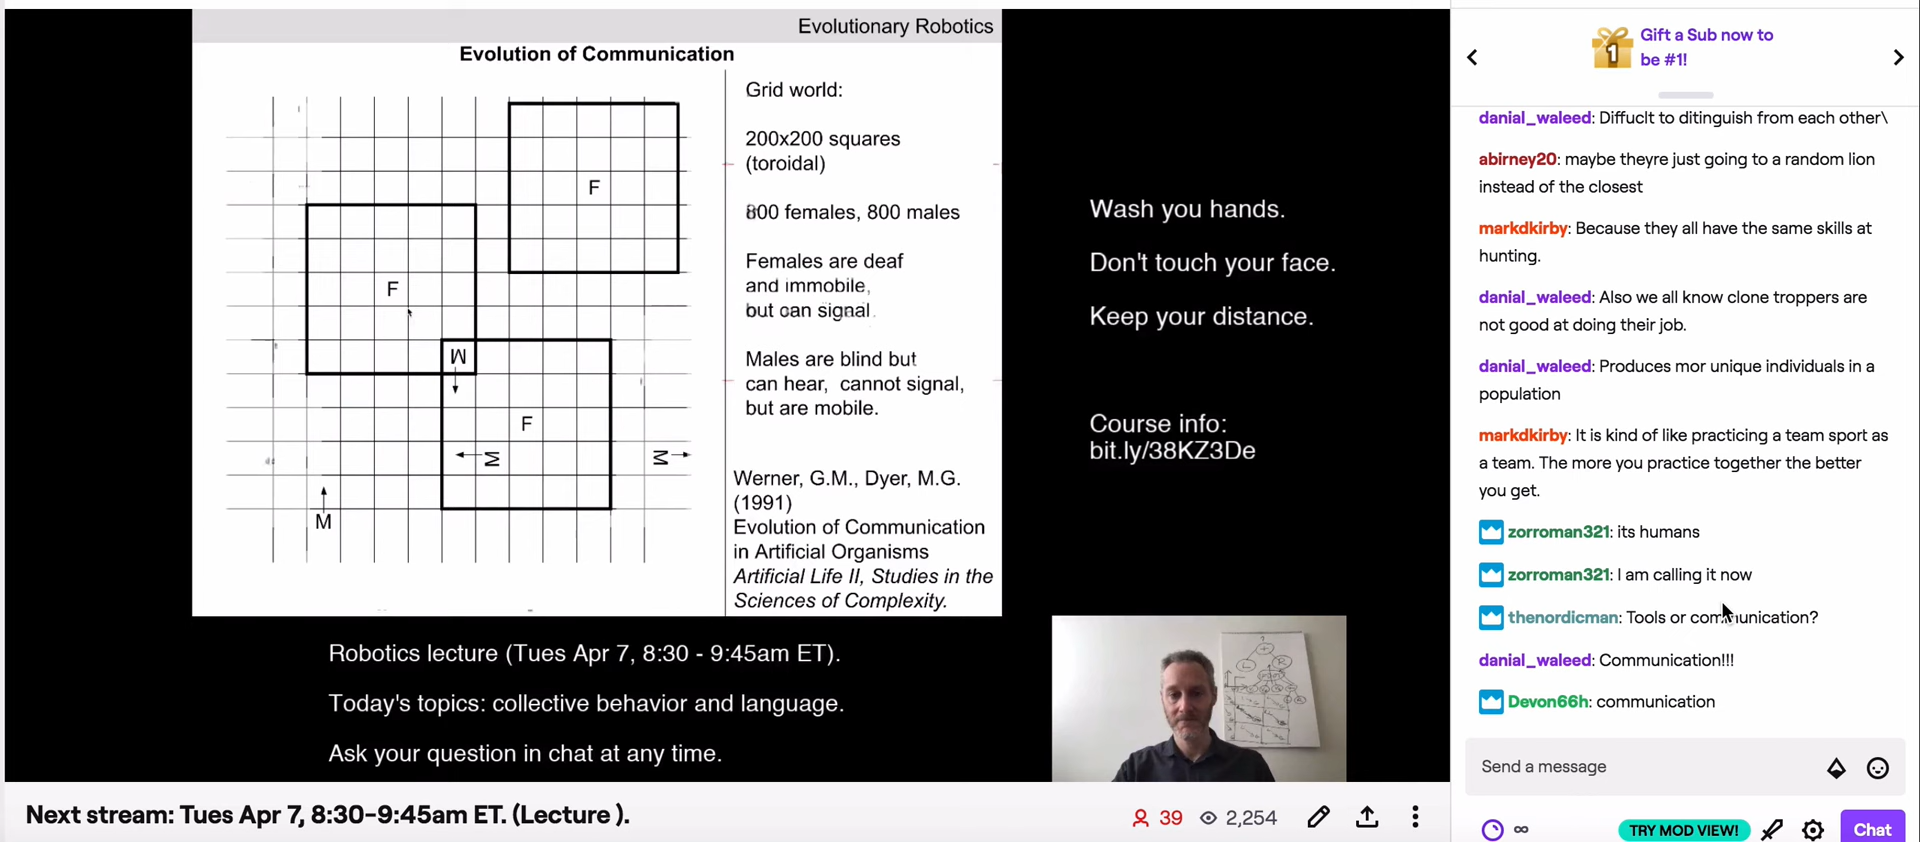 Evolutionary Robotics
Evolution of Communication
F
F
M
F
M
M
M
Grid world:
200x200 squares
(toroidal)
800 females, 800 males
Females are deaf
and immobile,
but can signal.
Males are blind but
can hear, cannot signal,
but are mobile.
Werner, G.M., Dyer, M.G.
(1991)
Evolution of Communication
in Artificial Organisms
Artificial Life II, Studies in the
Sciences of Complexity.
Wash you hands.
Don't touch your face.
Keep your distance.
Course info:
bit.ly/38KZ3De
Robotics lecture (Tues Apr 7, 8:30 - 9:45am ET).
Today's topics: collective behavior and language.
Ask your question in chat at any time.
L
R
Next stream: Tues Apr 7, 8:30-9:45am ET. (Lecture ).
39
2,254
1
Gift a Sub now to
be #1!
danial_waleed: Diffuclt to ditinguish from each other\
abirney20: maybe theyre just going to a random lion
instead of the closest
markdkirby: Because they all have the same skills at
hunting.
danial_waleed: Also we all know clone troppers are
not good at doing their job.
danial_waleed: Produces mor unique individuals in a
population
markdkirby: It is kind of like practicing a team sport as
a team. The more you practice together the better
you get.
zorroman321: its humans
zorroman321: I am calling it now
thenordicman: Tools or communication?
danial_waleed: Communication!!!
Devon66h: communication
Send a message
∞
TRY MOD VIEW!
Chat